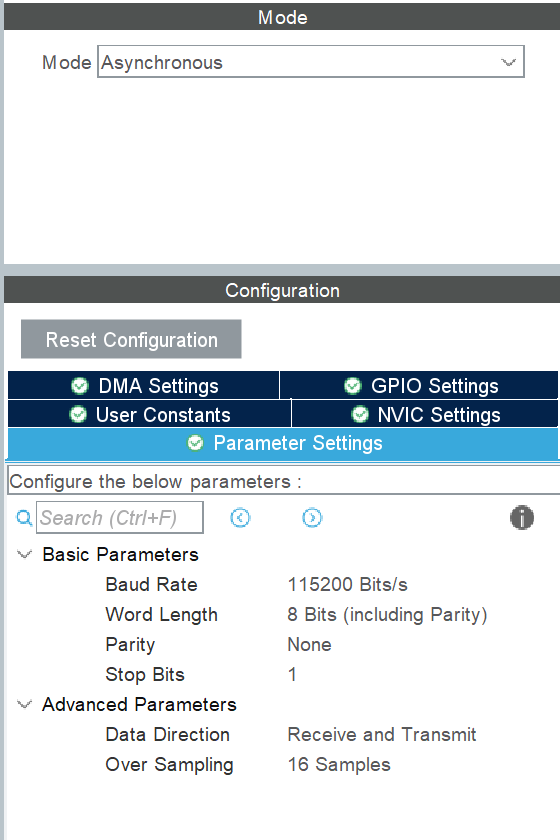 Mode
Mode Asynchronous
Configuration
Reset Configuration
DMA Settings GPIO Settings
User Constants NVIC Settings
Parameter Settings
Configure the below parameters :
Search (Ctrl+F)
Basic Parameters
Baud Rate 115200 Bits/s
Word Length 8 Bits (including Parity)
Parity None
Stop Bits 1
Advanced Parameters
Data Direction Receive and Transmit
Over Sampling 16 Samples